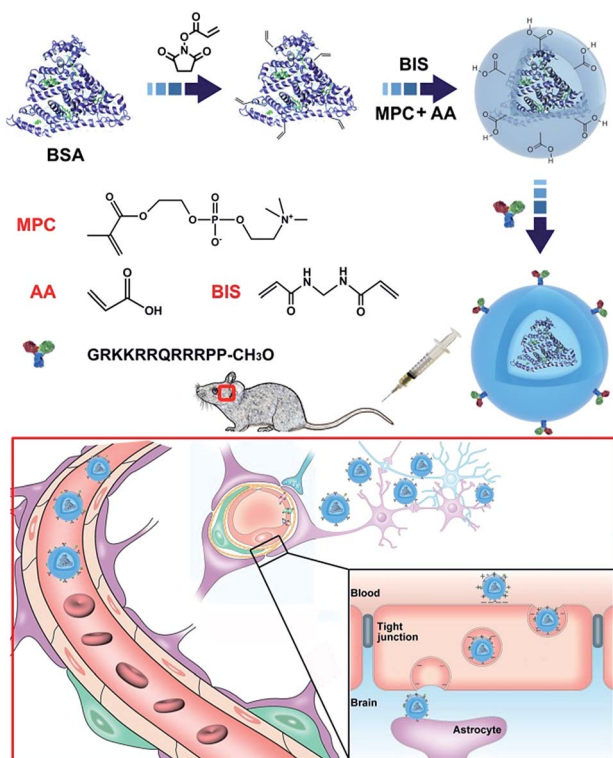 BSA
BIS
MPC + AA
MPC
AA
BIS
GRKKRRQRRRPP-CH₃O
Blood
Tight
junction
Brain
Astrocyte